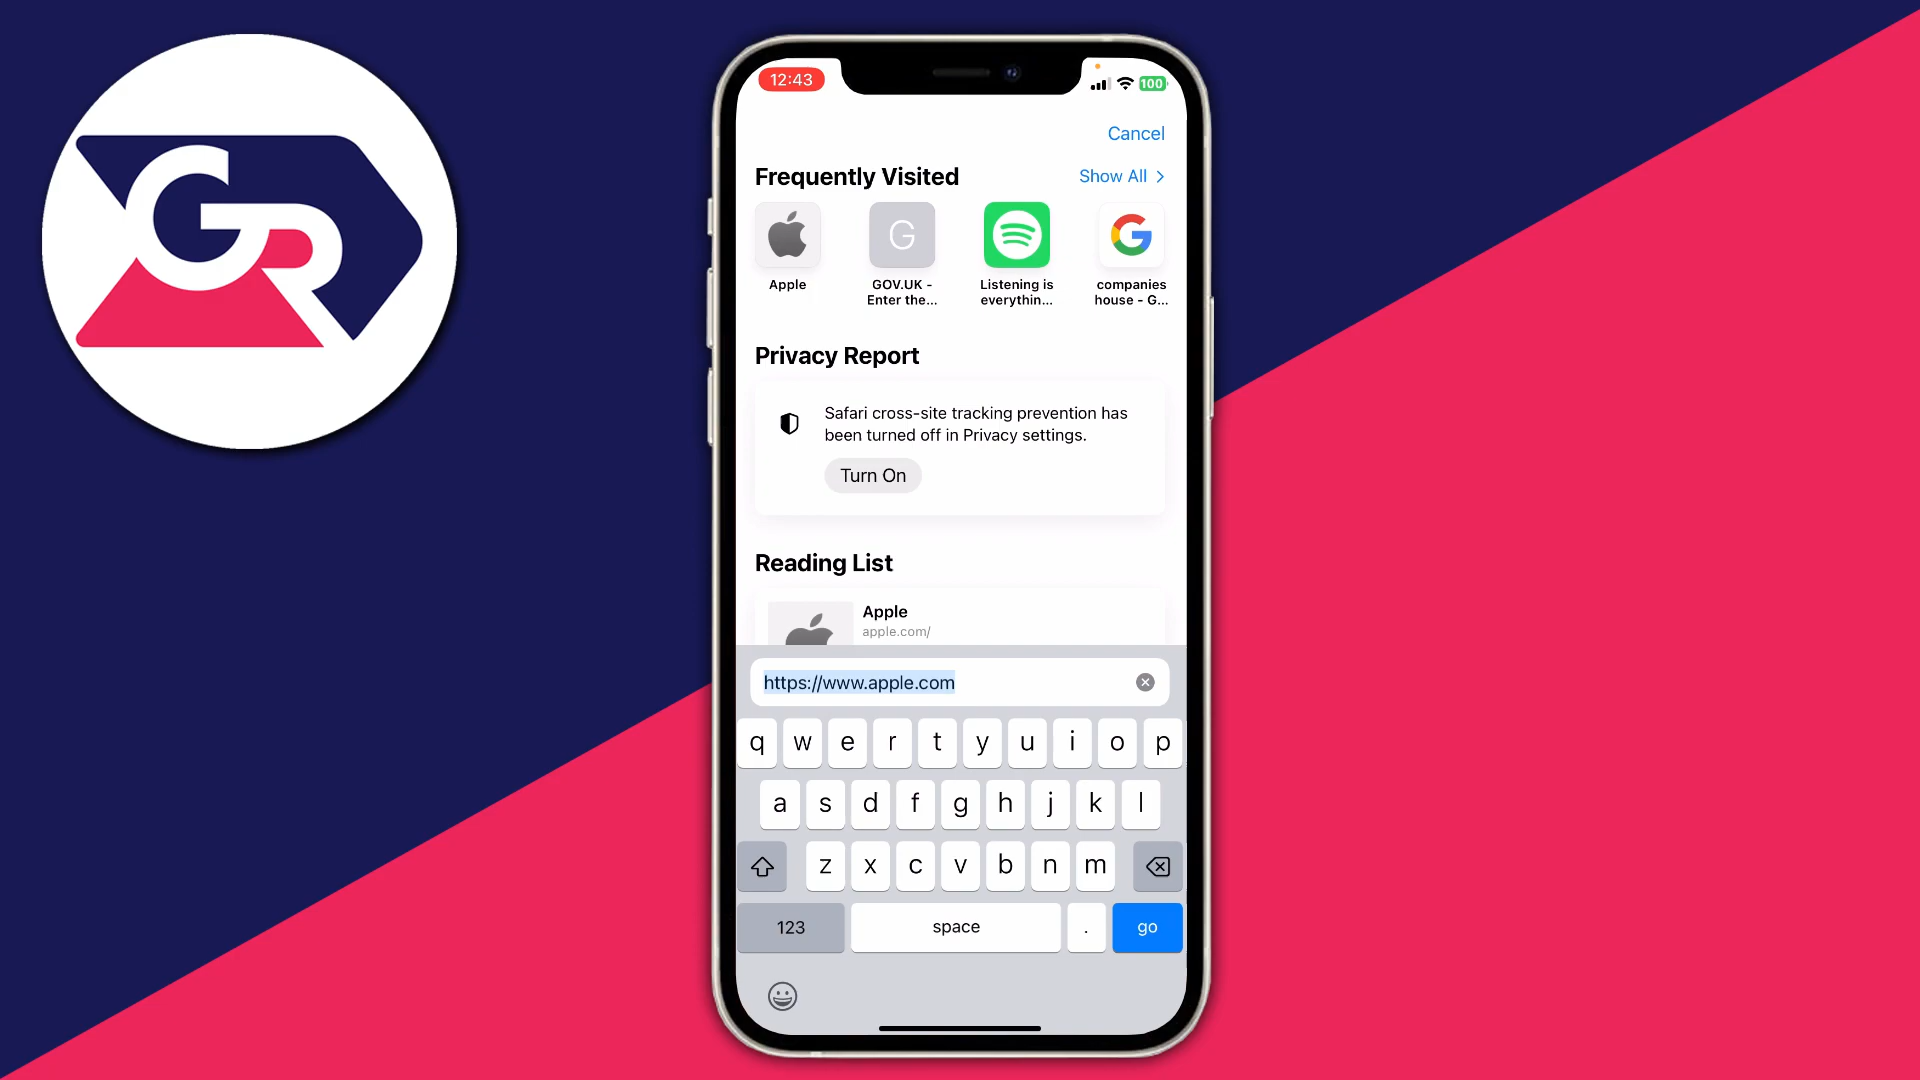 GR
12:43
100
Cancel
Frequently Visited
Show All
G
Apple
GOV.UK -
Enter the...
Listening is
everythin...
companies
house - G...
Privacy Report
Safari cross-site tracking prevention has
been turned off in Privacy settings.
Turn On
Reading List
Apple
apple.com/
https://www.apple.com
q w e r t y u i o p
a s d f g h j k l
z x c v b n m
123
space
.
go